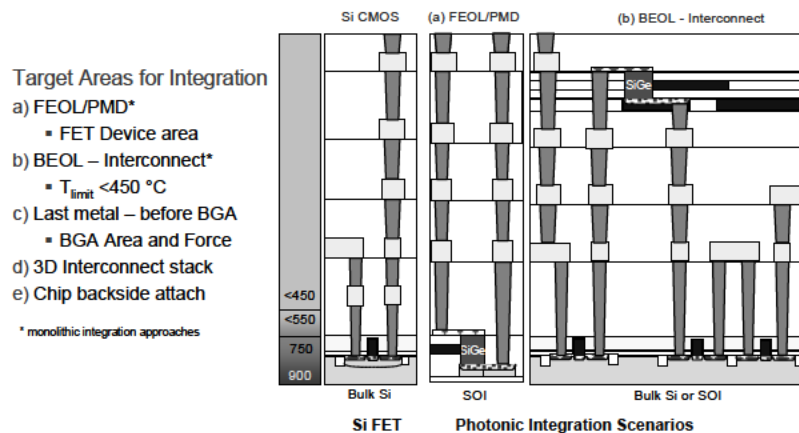 Si CMOS
(a) FEOL/PMD
(b) BEOL - Interconnect
Target Areas for Integration
a) FEOL/PMD*
▪ FET Device area
b) BEOL – Interconnect*
▪ Tlimit <450 °C
c) Last metal – before BGA
▪ BGA Area and Force
d) 3D Interconnect stack
e) Chip backside attach
* monolithic integration approaches
<450
<550
750
900
SiGe
SiGe
Bulk Si
SOI
Bulk Si or SOI
Si FET
Photonic Integration Scenarios